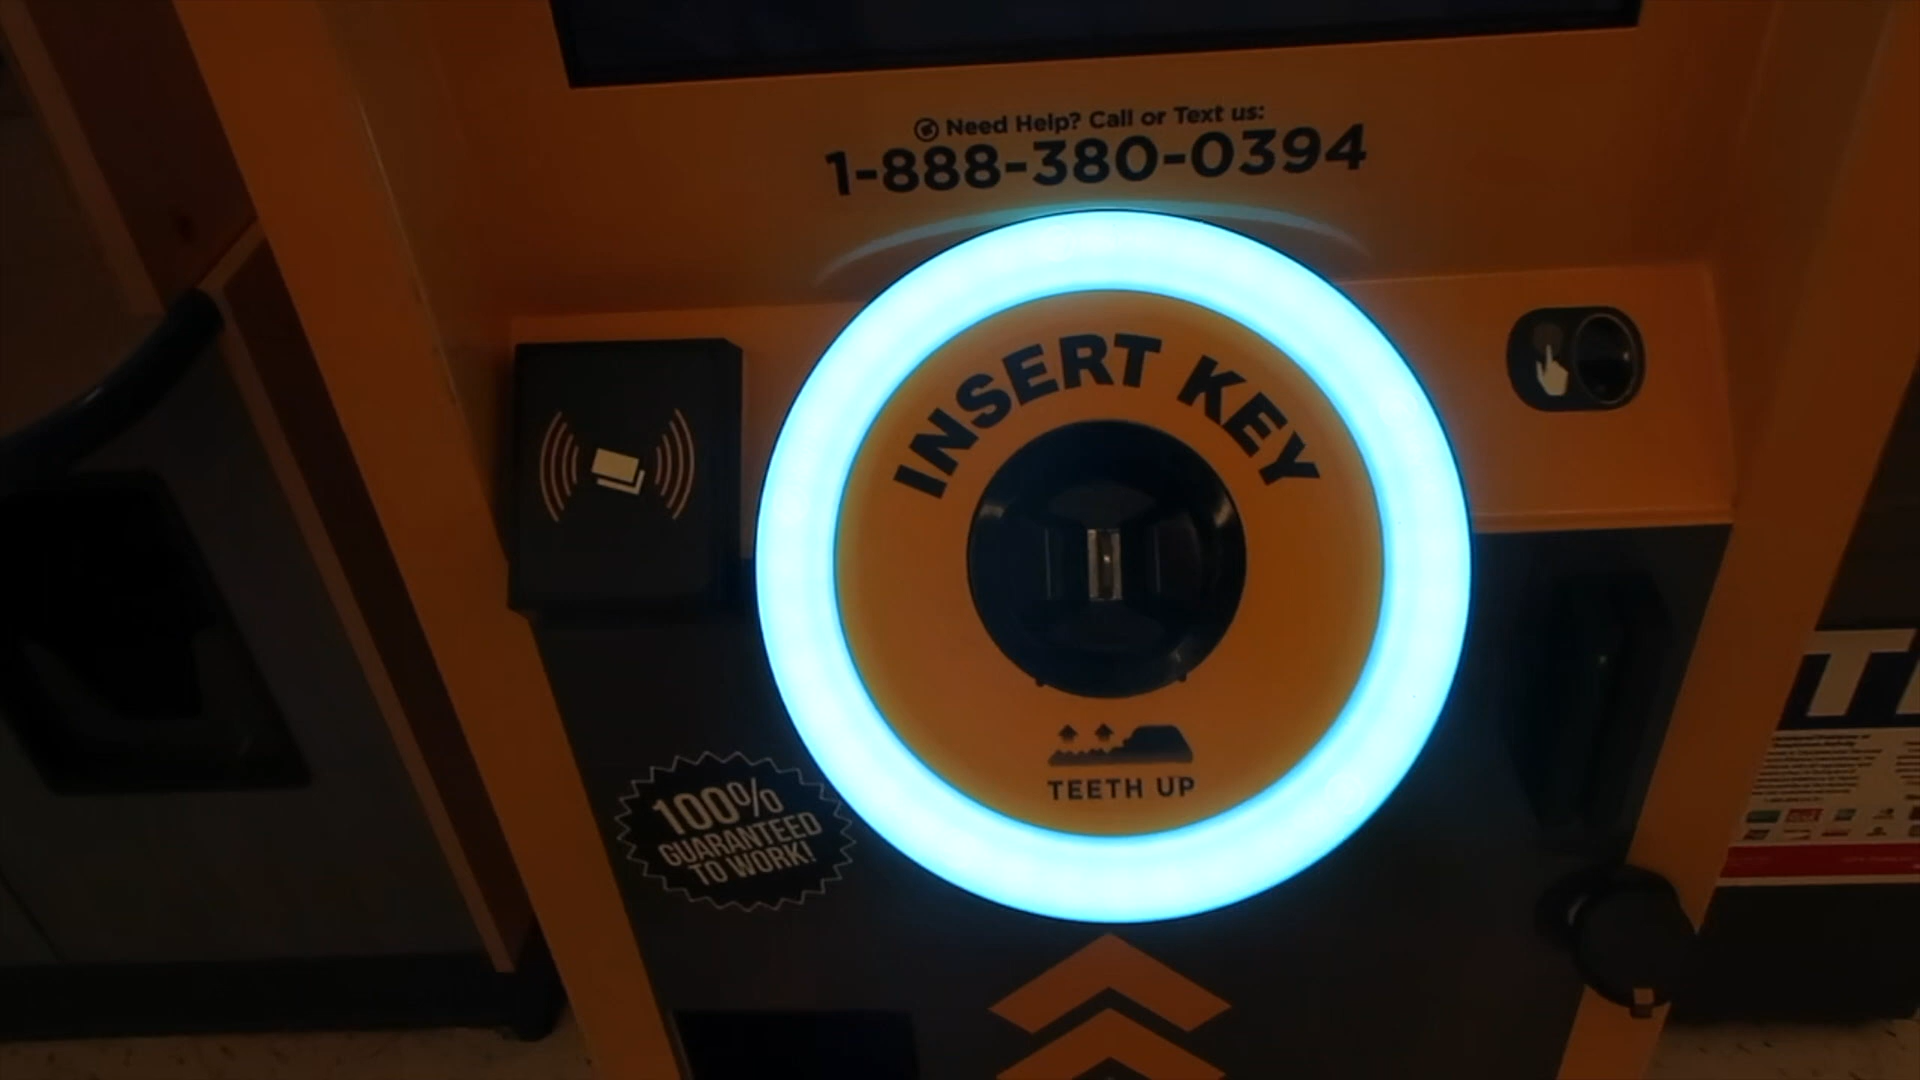 Need Help? Call or Text us:
1-888-380-0394
INSERT KEY
TEETH UP
100%
GUARANTEED
TO WORK!